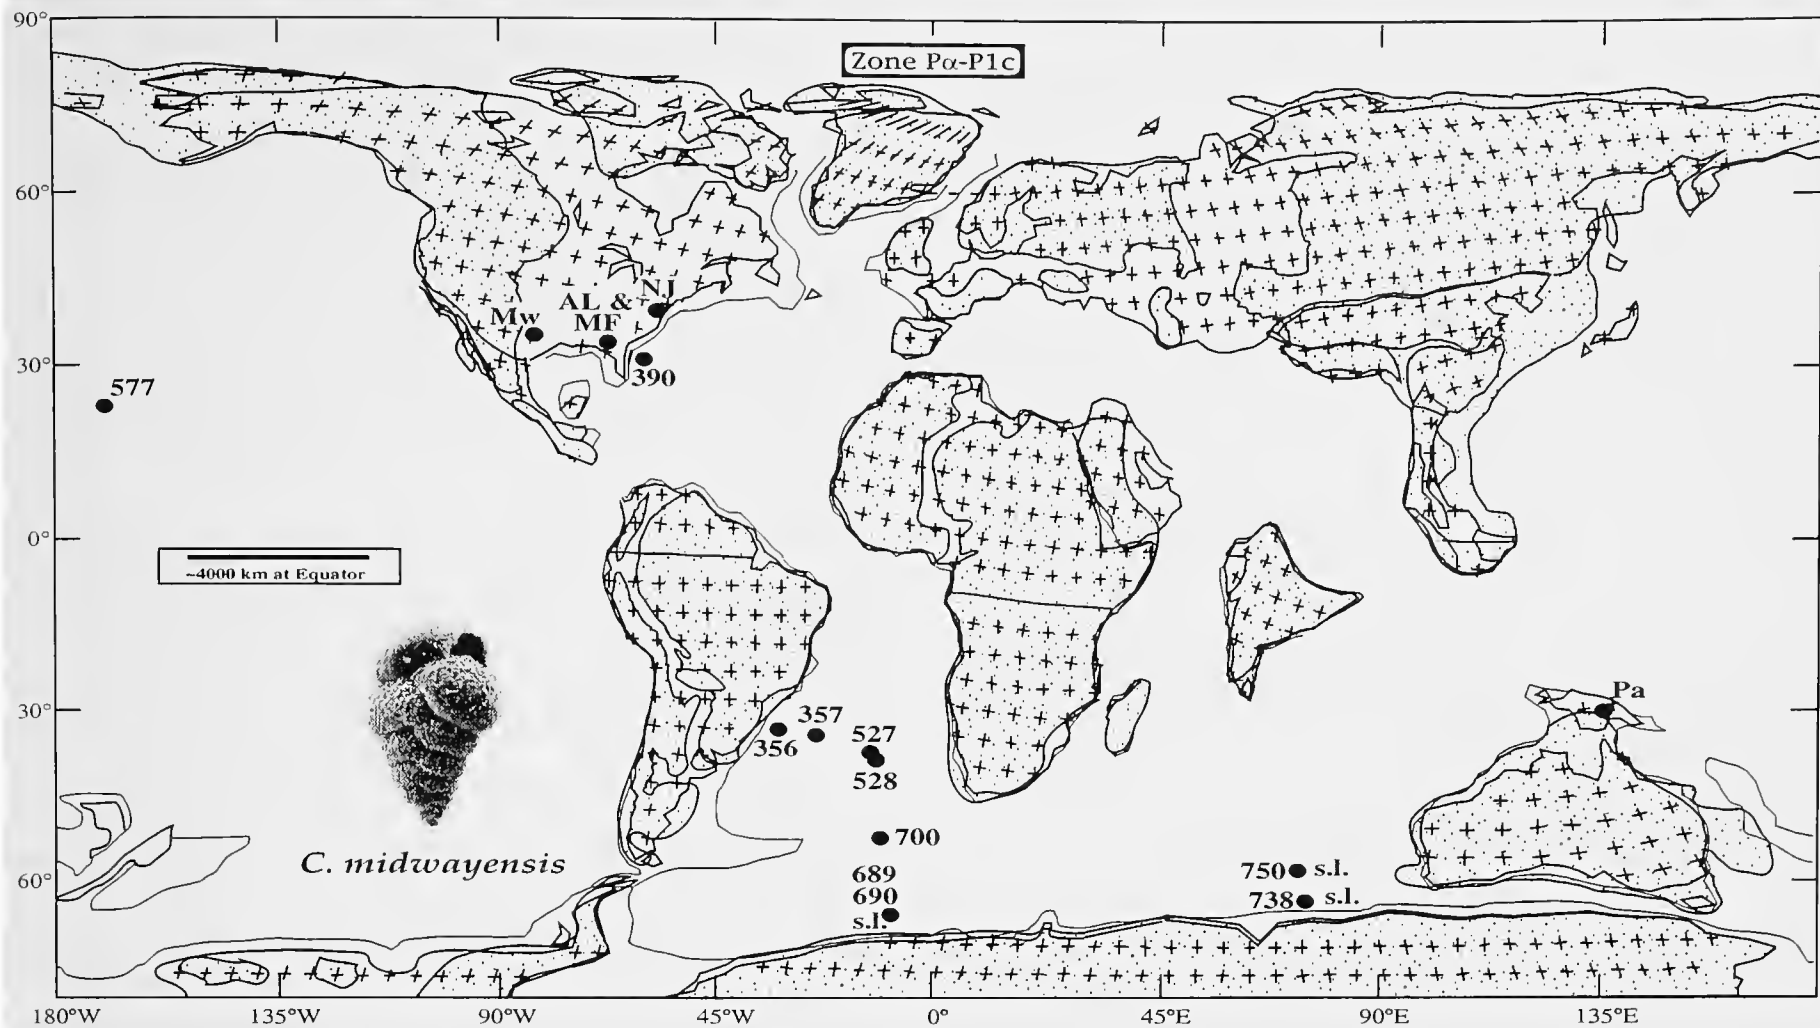 90°
Zone Pα-P1c
60°
NJ
AL &
Mw
MF
30°
390
577
0°
~4000 km at Equator
Pa
30°
357
527
356
528
700
C. midwayensis
689
750 s.l.
60°
690
738 s.l.
s.l.
180°W 135°W 90°W 45°W 0° 45°E 90°E 135°E